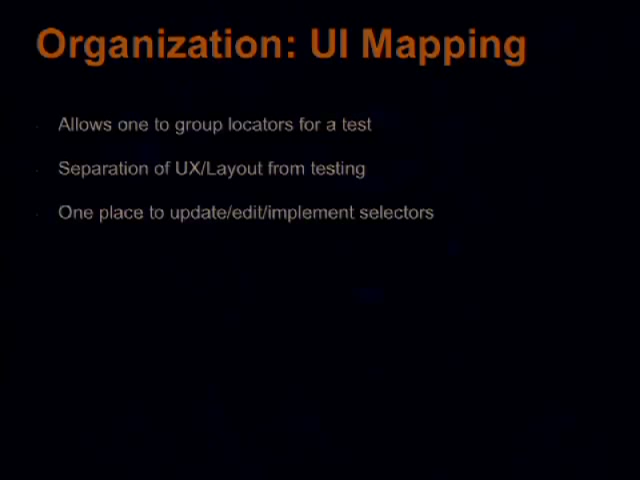 Organization: UI Mapping
Allows one to group locators for a test
Separation of UX/Layout from testing
One place to update/edit/implement selectors